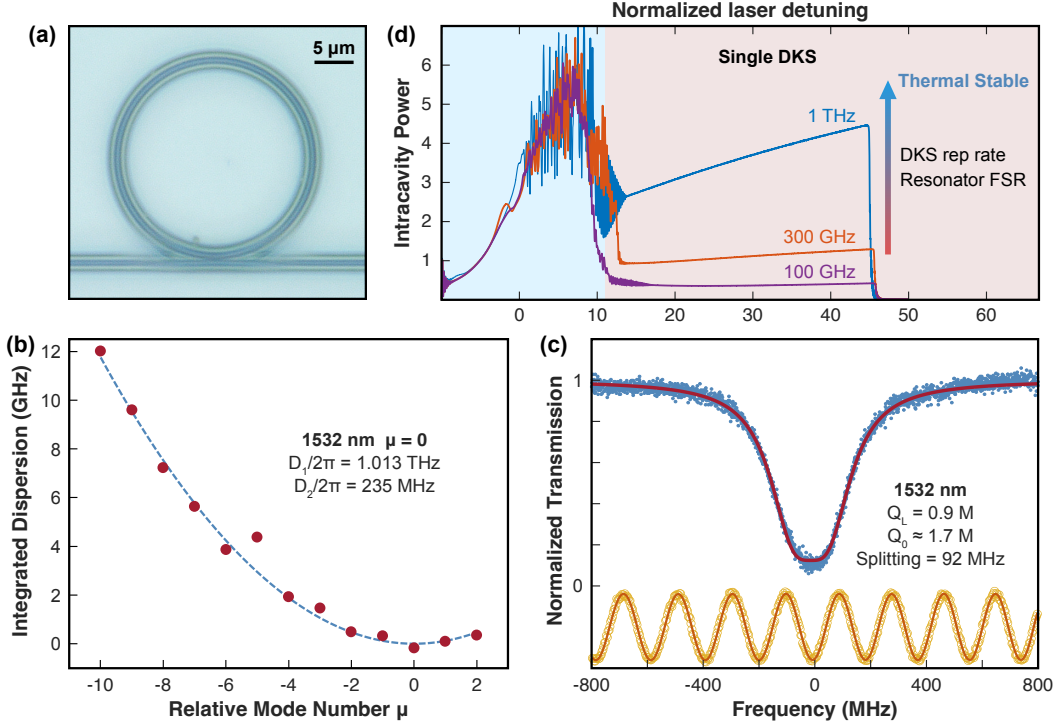 (a)
5 µm
(d)
Normalized laser detuning
Intracavity Power
6
5
4
3
2
1
0
10
20
30
40
50
60
Single DKS
Thermal Stable
1 THz
DKS rep rate
Resonator FSR
300 GHz
100 GHz
(b)
Integrated Dispersion (GHz)
12
10
8
6
4
2
0
-10
-8
-6
-4
-2
0
2
Relative Mode Number µ
1532 nm µ = 0
D1/2π = 1.013 THz
D2/2π = 235 MHz
(c)
Normalized Transmission
1
0
-800
-400
0
400
800
Frequency (MHz)
1532 nm
QL = 0.9 M
Q0 ≈ 1.7 M
Splitting = 92 MHz